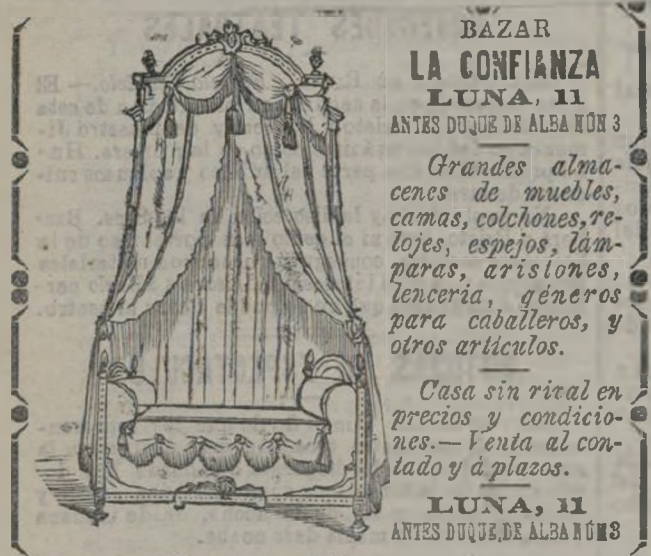 BAZAR
LA CONFIANZA
LUNA, 11
ANTES DUQUE DE ALBA NÚN 3
Grandes alma-
cenes de muebles,
camas, colchones, re-
lojes, espejos, lám-
paras, aristones,
lencería, géneros
para caballeros, y
otros artículos.
Casa sin rival en
precios y condicio-
nes.—Venta al con-
tado y á plazos.
LUNA, 11
ANTES DUQUE DE ALBA NÚM 3